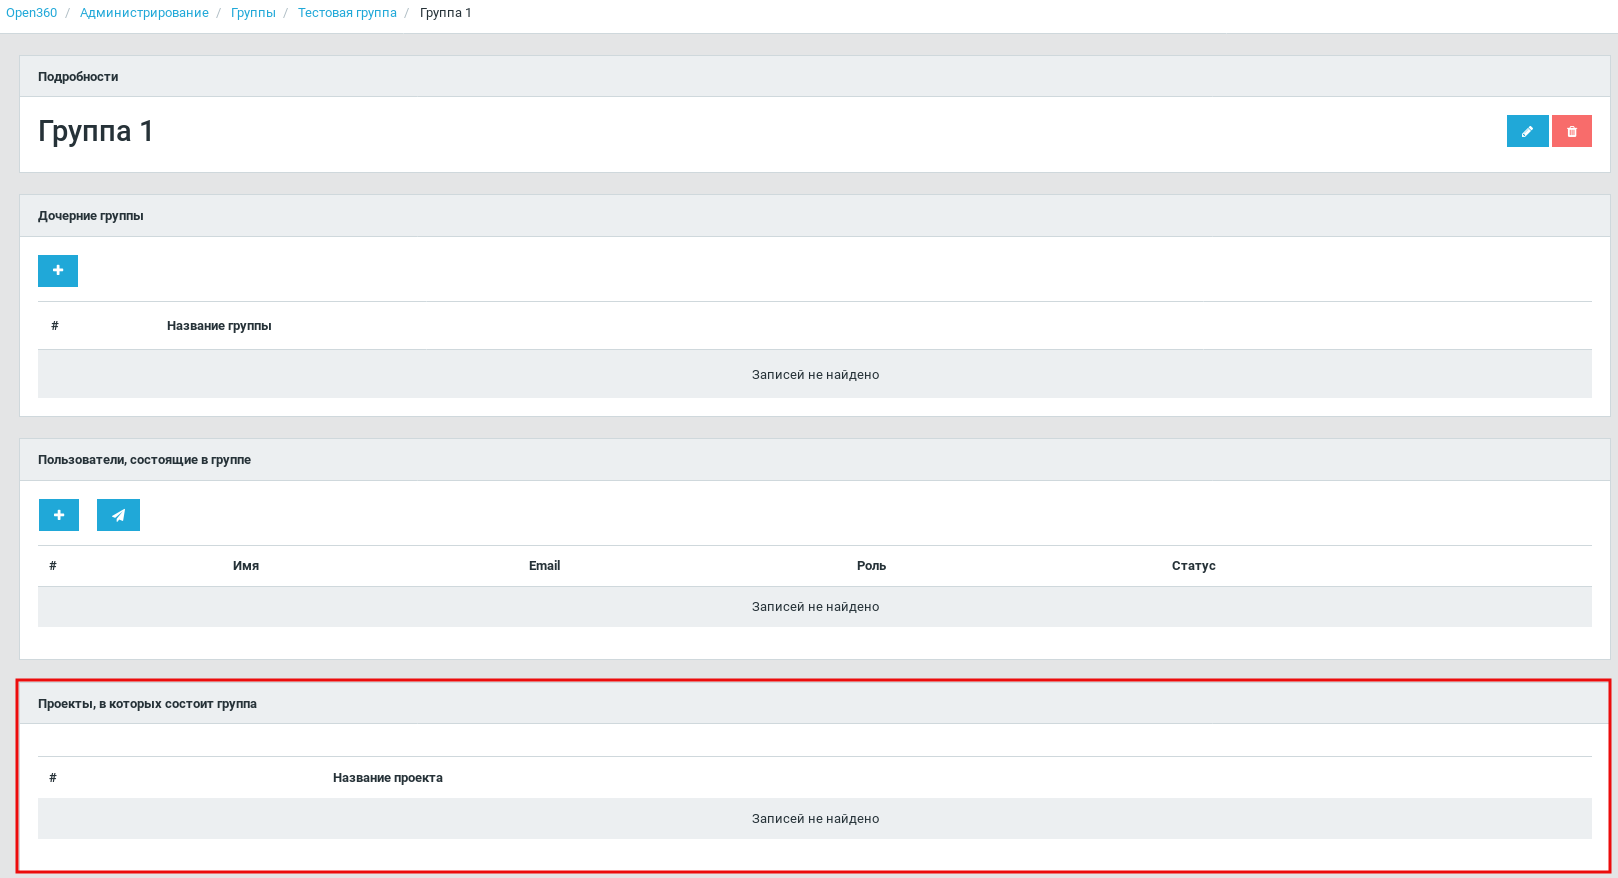 Open360 / Администрирование / Группы / Тестовая группа / Группа 1
Подробности
Группа 1
Дочерние группы
# Название группы
Записей не найдено
Пользователи, состоящие в группе
# Имя Email Роль Статус
Записей не найдено
Проекты, в которых состоит группа
# Название проекта
Записей не найдено